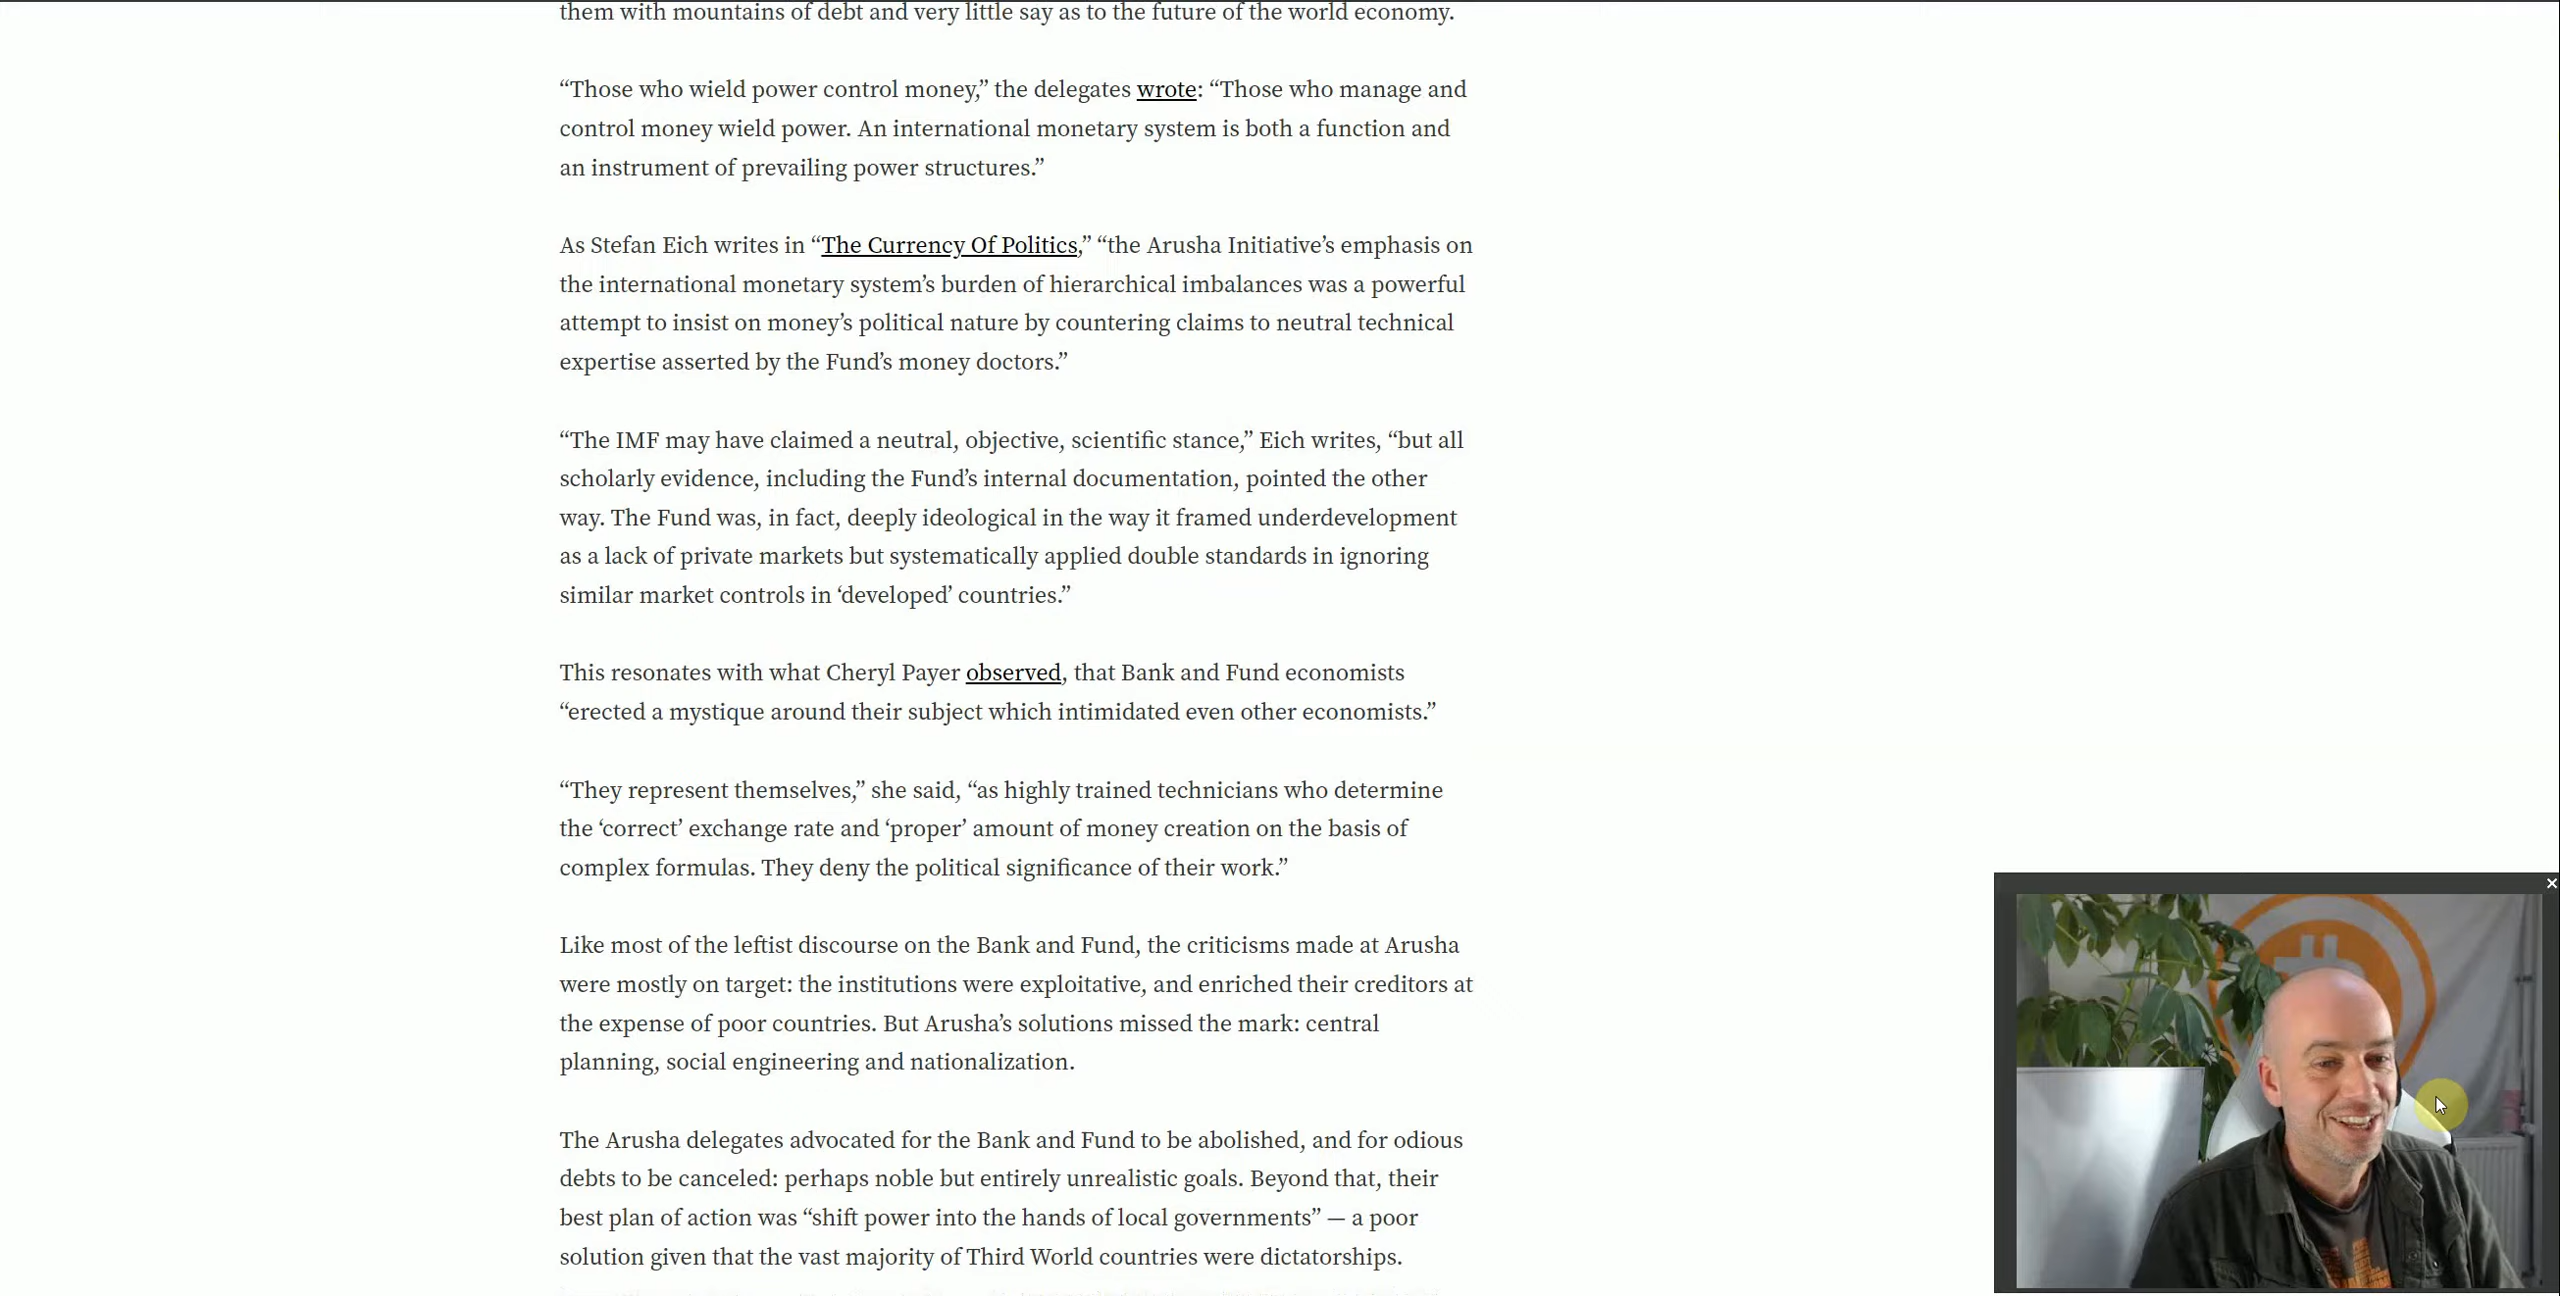 them with mountains of debt and very little say as to the future of the world economy.
“Those who wield power control money,” the delegates wrote: “Those who manage and
control money wield power. An international monetary system is both a function and
an instrument of prevailing power structures.”
As Stefan Eich writes in “The Currency Of Politics,” “the Arusha Initiative’s emphasis on
the international monetary system’s burden of hierarchical imbalances was a powerful
attempt to insist on money’s political nature by countering claims to neutral technical
expertise asserted by the Fund’s money doctors.”
“The IMF may have claimed a neutral, objective, scientific stance,” Eich writes, “but all
scholarly evidence, including the Fund’s internal documentation, pointed the other
way. The Fund was, in fact, deeply ideological in the way it framed underdevelopment
as a lack of private markets but systematically applied double standards in ignoring
similar market controls in ‘developed’ countries.”
This resonates with what Cheryl Payer observed, that Bank and Fund economists
“erected a mystique around their subject which intimidated even other economists.”
“They represent themselves,” she said, “as highly trained technicians who determine
the ‘correct’ exchange rate and ‘proper’ amount of money creation on the basis of
complex formulas. They deny the political significance of their work.”
Like most of the leftist discourse on the Bank and Fund, the criticisms made at Arusha
were mostly on target: the institutions were exploitative, and enriched their creditors at
the expense of poor countries. But Arusha’s solutions missed the mark: central
planning, social engineering and nationalization.
The Arusha delegates advocated for the Bank and Fund to be abolished, and for odious
debts to be canceled: perhaps noble but entirely unrealistic goals. Beyond that, their
best plan of action was “shift power into the hands of local governments” — a poor
solution given that the vast majority of Third World countries were dictatorships.